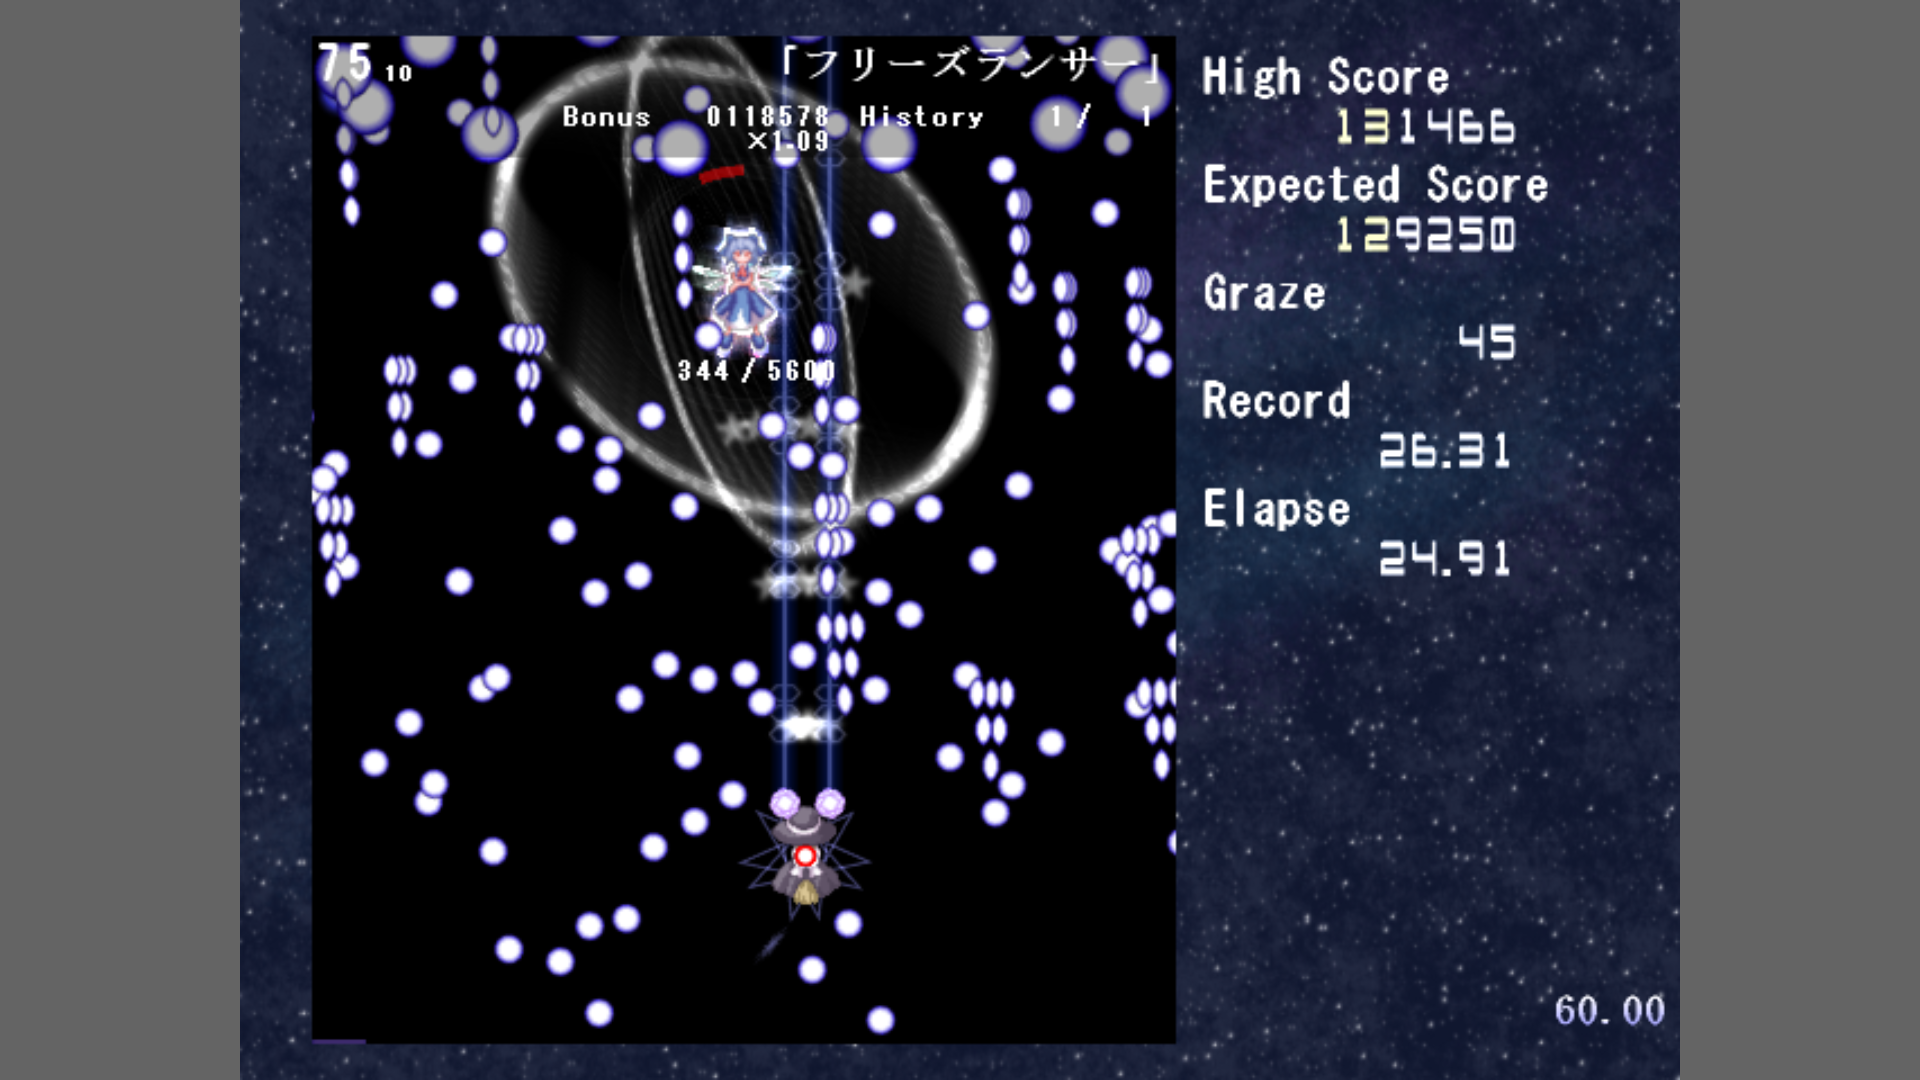 75 10
「フリーズランサー」
Bonus 0118578 History 1 / 1
×1.09
344 / 5600
High Score
131466
Expected Score
129250
Graze
45
Record
26.31
Elapse
24.91
60.00